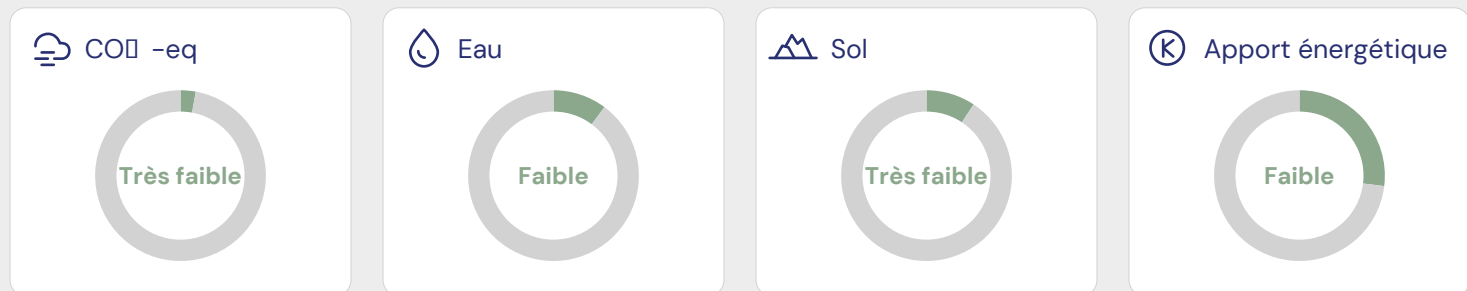 CO▯ -eq
Très faible
Eau
Faible
Sol
Très faible
Apport énergétique
Faible